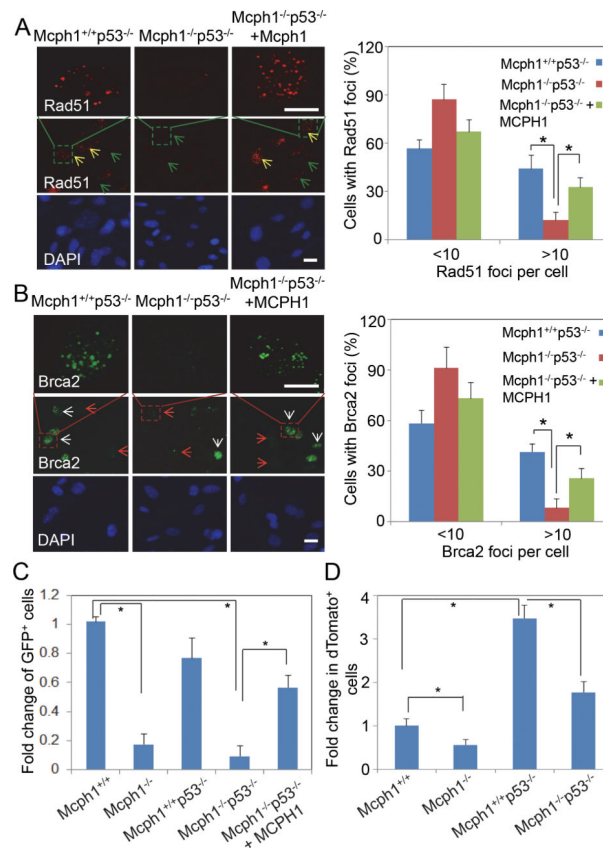 A
Mcph1+/+p53-/- Mcph1-/-p53-/- Mcph1-/-p53-/-
+Mcph1
Rad51
Rad51
DAPI
Cells with Rad51 foci (%)
120
90
60
30
0
Mcph1+/+p53-/-
Mcph1-/-p53-/-
Mcph1-/-p53-/- +
MCPH1
* *
<10 >10
Rad51 foci per cell
B
Mcph1+/+p53-/- Mcph1-/-p53-/- Mcph1-/-p53-/-
+MCPH1
Brca2
Brca2
DAPI
Cells with Brca2 foci (%)
120
90
60
30
0
Mcph1+/+p53-/-
Mcph1-/-p53-/-
Mcph1-/-p53-/- +
MCPH1
* *
<10 >10
Brca2 foci per cell
C
Fold change of GFP+ cells
1.2
1
0.8
0.6
0.4
0.2
0
* * *
Mcph1+/+
Mcph1-/-
Mcph1+/+p53-/-
Mcph1-/-p53-/-
Mcph1-/-p53-/-
+ MCPH1
D
Fold change in dTomato+
cells
4
3
2
1
0
* * *
Mcph1+/+
Mcph1-/-
Mcph1+/+p53-/-
Mcph1-/-p53-/-